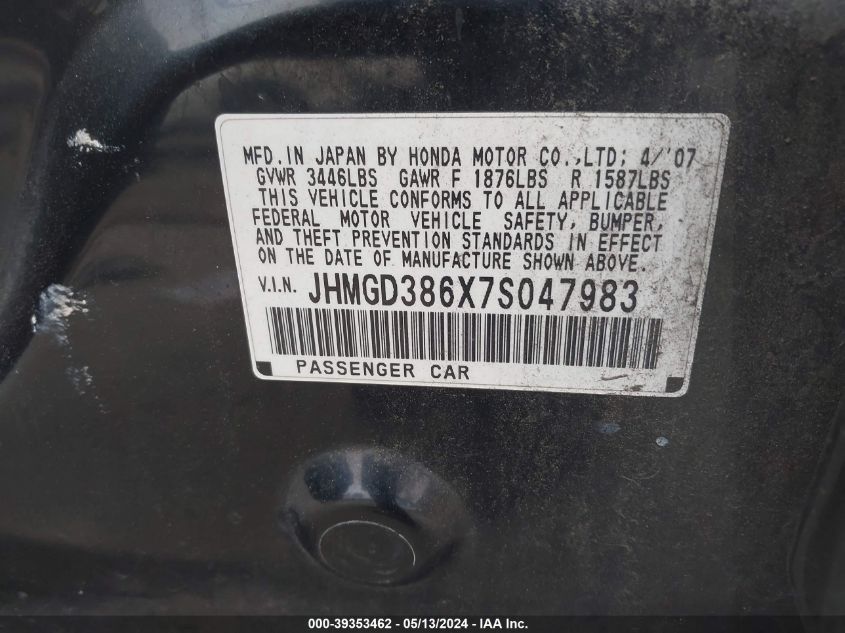 MFD. IN JAPAN BY HONDA MOTOR CO.,LTD; 4/'07
GVWR 3446LBS GAWR F 1876LBS R 1587LBS
THIS VEHICLE CONFORMS TO ALL APPLICABLE
FEDERAL MOTOR VEHICLE SAFETY, BUMPER,
AND THEFT PREVENTION STANDARDS IN EFFECT
ON THE DATE OF MANUFACTURE SHOWN ABOVE.
V.I.N. JHMGD386X7S047983
PASSENGER CAR
000-39353462 - 05/13/2024 - IAA Inc.